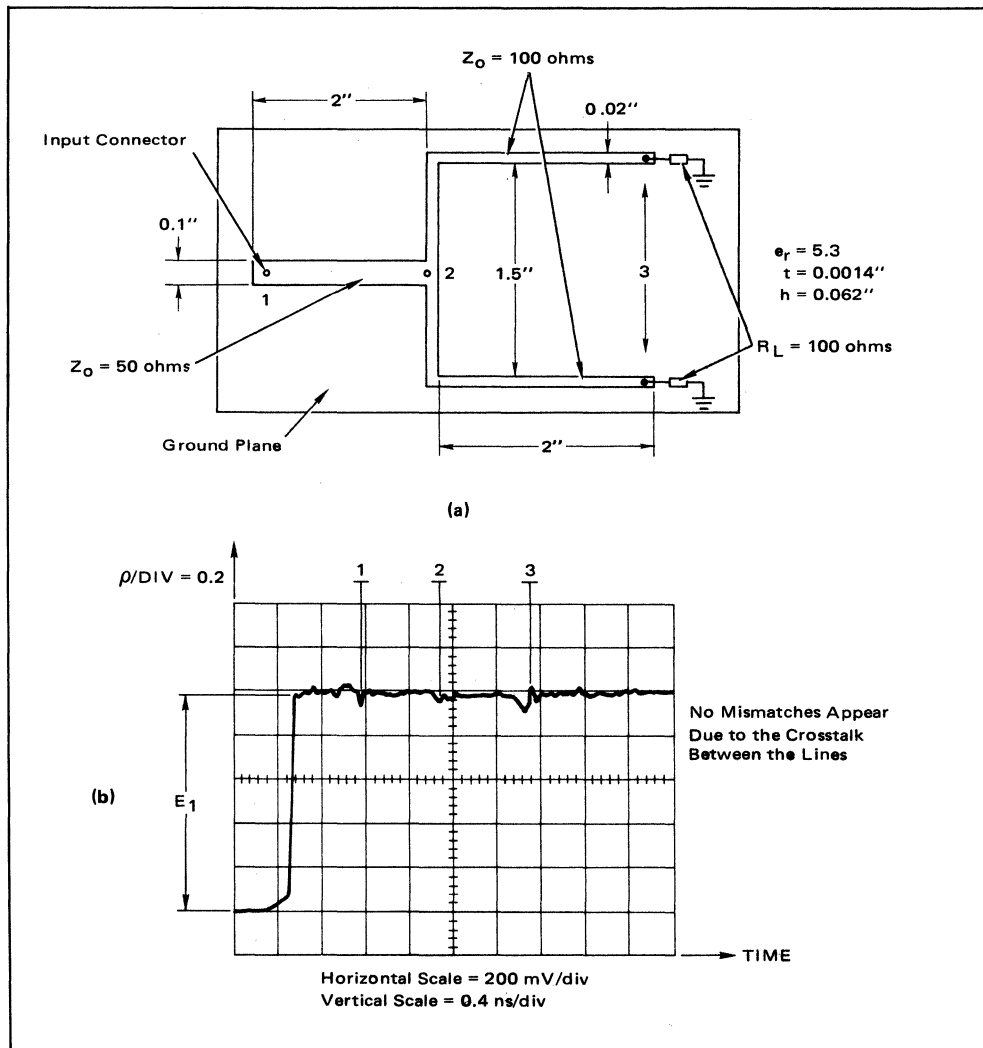 Z₀ = 100 ohms
2″
0.02″
Input Connector
0.1″
1
2
1.5″
3
eᵣ = 5.3
t = 0.0014″
h = 0.062″
Z₀ = 50 ohms
R L = 100 ohms
Ground Plane
2″
(a)
ρ/DIV = 0.2
1
2
3
No Mismatches Appear
Due to the Crosstalk
Between the Lines
(b)
E₁
TIME
Horizontal Scale = 200 mV/div
Vertical Scale = 0.4 ns/div